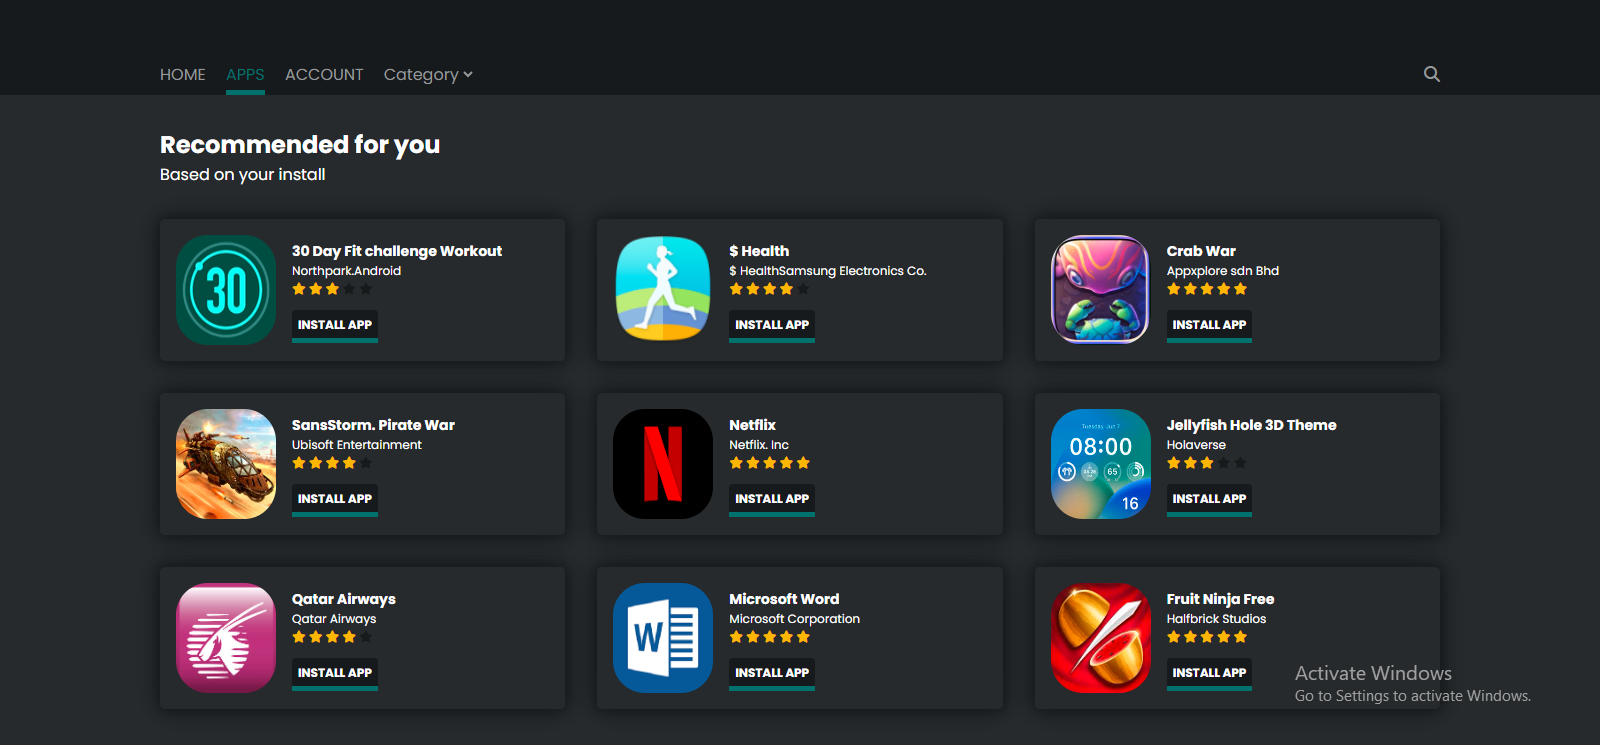 HOME APPS ACCOUNT Category
Recommended for you
Based on your install
30 Day Fit challenge Workout
Northpark.Android
INSTALL APP
30
$ Health
$ HealthSamsung Electronics Co.
INSTALL APP
Crab War
Appxplore sdn Bhd
INSTALL APP
SansStorm. Pirate War
Ubisoft Entertainment
INSTALL APP
N
Netflix
Netflix. Inc
INSTALL APP
Tuesday, Jun 7
08:00
65
16
Jellyfish Hole 3D Theme
Holaverse
INSTALL APP
Qatar Airways
Qatar Airways
INSTALL APP
W
Microsoft Word
Microsoft Corporation
INSTALL APP
Fruit Ninja Free
Halfbrick Studios
INSTALL APP
Activate Windows
Go to Settings to activate Windows.